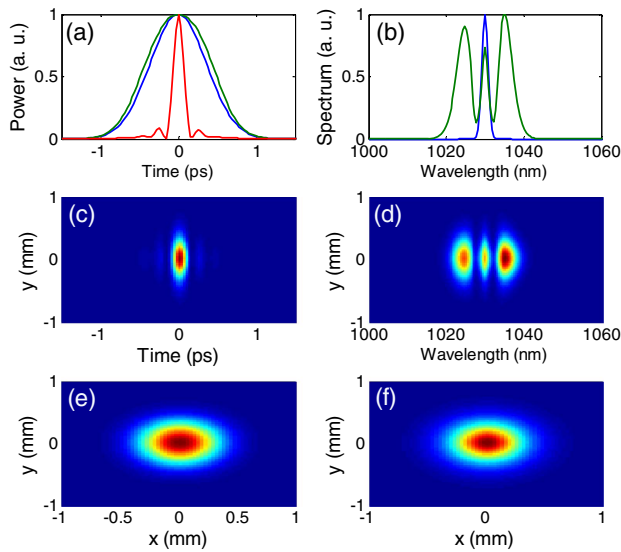 (a)
Power (a. u.)
1
0.5
0
-1 0 1
Time (ps)
(b)
Spectrum (a. u.)
1
0.5
0
1000 1020 1040 1060
Wavelength (nm)
(c)
y (mm)
1
0
-1
-1 0 1
Time (ps)
(d)
y (mm)
1
0
-1
1000 1020 1040 1060
Wavelength (nm)
(e)
y (mm)
1
0
-1
-1 -0.5 0 0.5 1
x (mm)
(f)
y (mm)
1
0
-1
-1 0 1
x (mm)